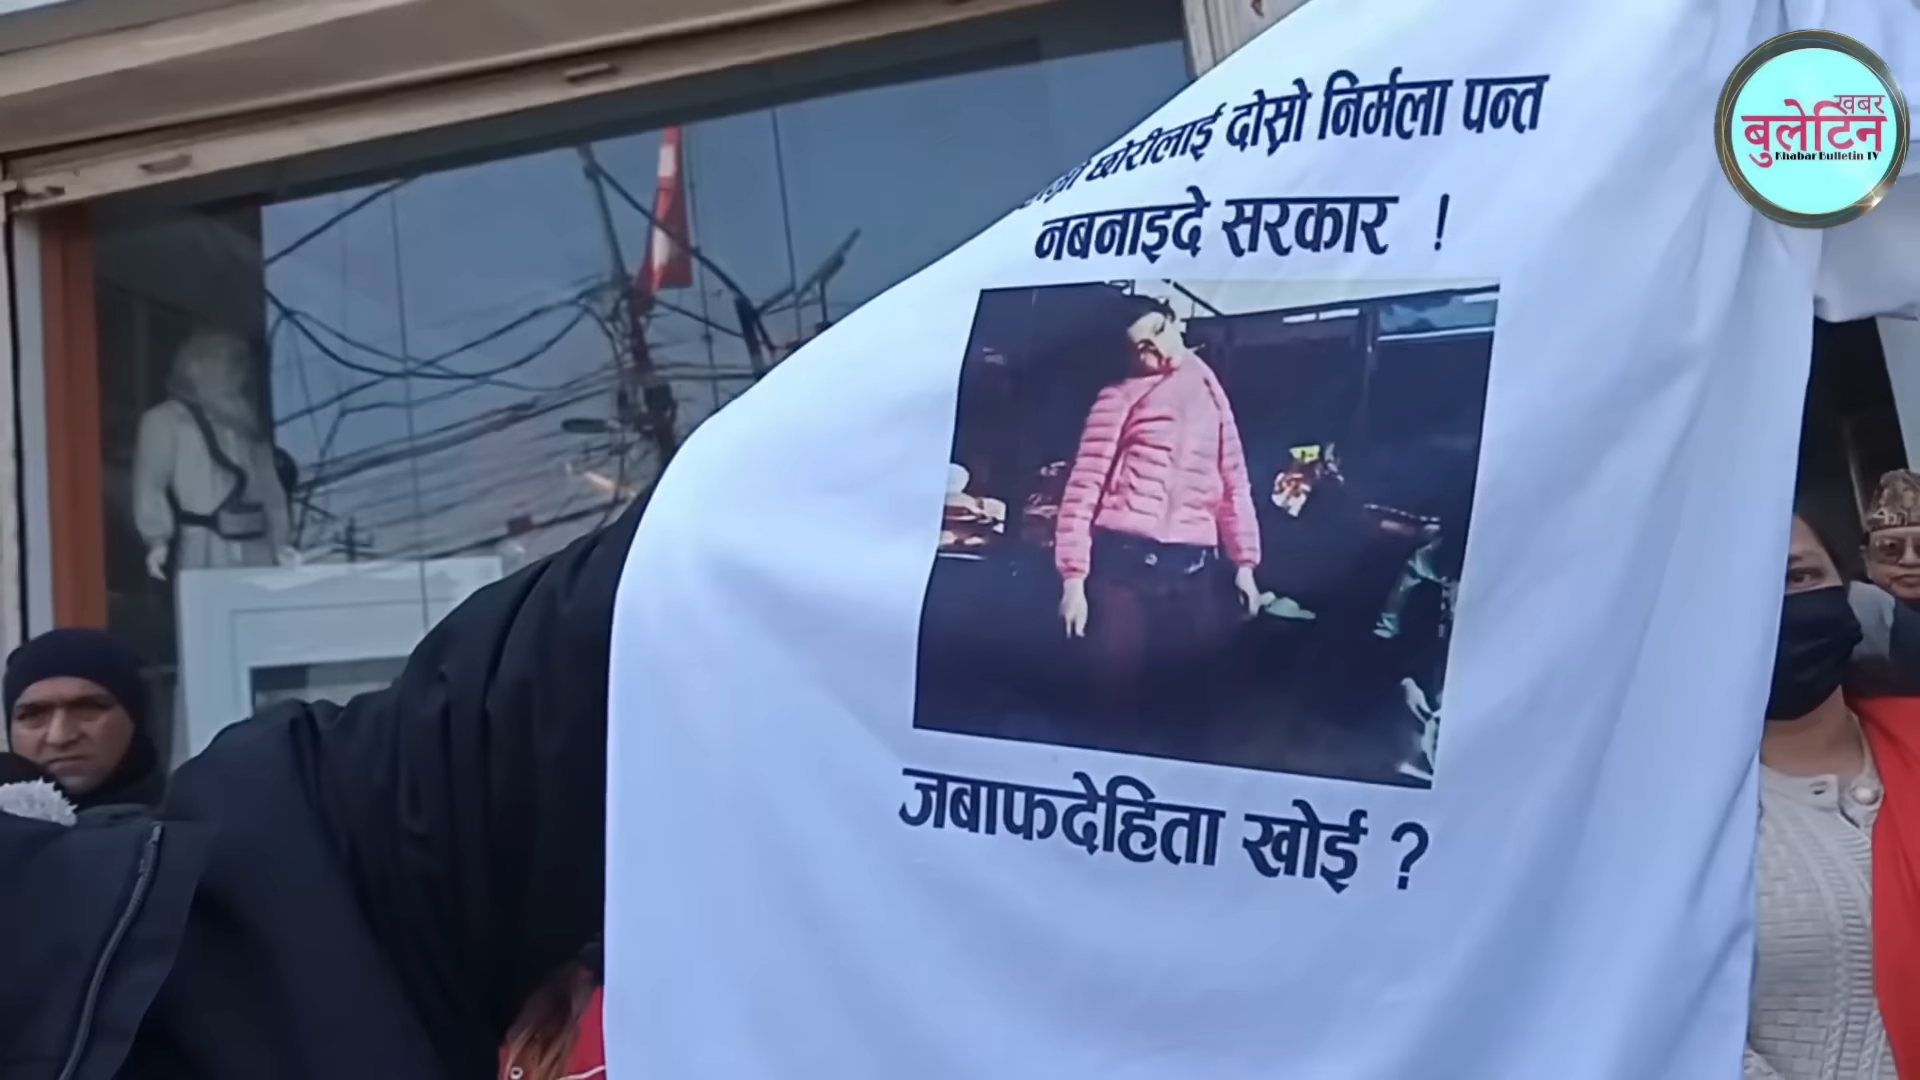 छोरीलाई दोस्रो निर्मला पन्त
नबनाइदे सरकार !
जबाफदेहिता खोई ?
खबर
बुलेटिन
Khabar Bulletin TV